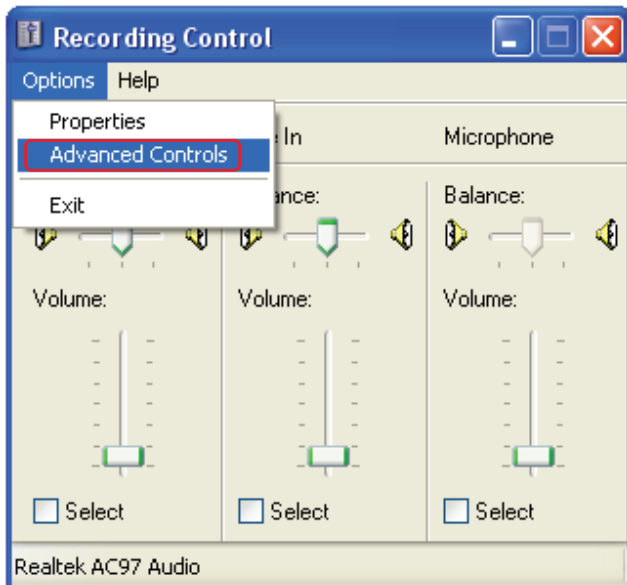 Recording Control
Options Help
Properties
Advanced Controls
Exit
In Microphone
ance: Balance:
Volume: Volume: Volume:
Select Select Select
Realtek AC97 Audio